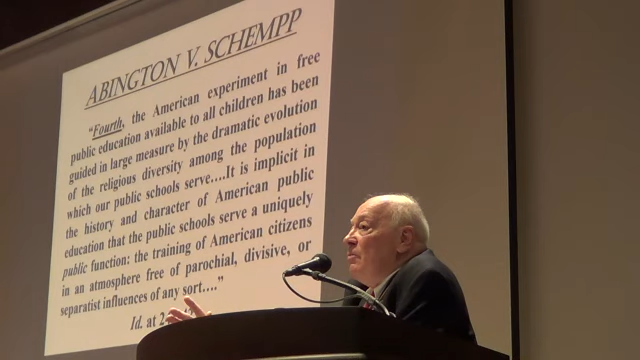 ABINGTON V. SCHEMPP
"Fourth, the American experiment in free
public education available to all children has been
guided in large measure by the dramatic evolution
of the religious diversity among the population
which our public schools serve....It is implicit in
the history and character of American public
education that the public schools serve a uniquely
public function: the training of American citizens
in an atmosphere free of parochial, divisive, or
separatist influences of any sort...."
Id. at